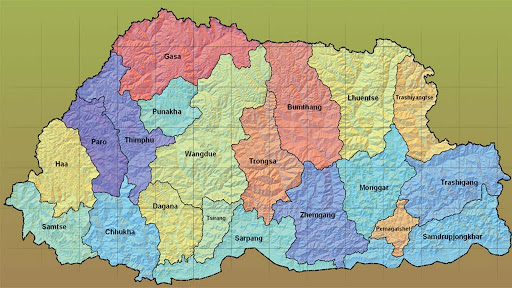 Gasa
Punakha
Bumthang
Lhuentse
Trashiyangtse
Haa
Paro
Thimphu
Wangdue
Trongsa
Monggar
Trashigang
Dagana
Tsirang
Zhemgang
Pemagatshel
Samtse
Chhukha
Sarpang
Samdrupjongkhar